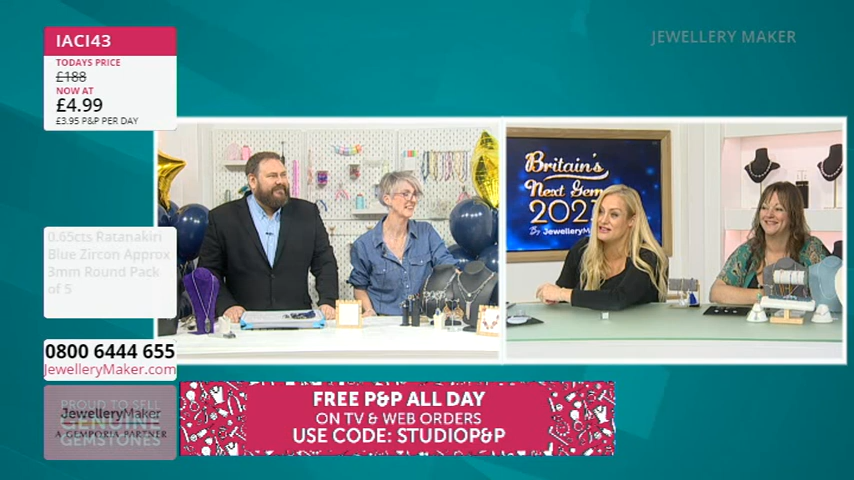 IACI43
TODAYS PRICE
£188
NOW AT
£4.99
£3.95 P&P PER DAY
JEWELLERY MAKER
Britain's
Next Gem
2023
By JewelleryMa
0.65cts Ratanakiri
Blue Zircon Approx
3mm Round Pack
of 5
0800 6444 655
JewelleryMaker.com
PROUD TO SELL
JewelleryMaker
GENUINE
A GEMPORIA PARTNER
GEMSTONES
FREE P&P ALL DAY
ON TV & WEB ORDERS
USE CODE: STUDIOP&P